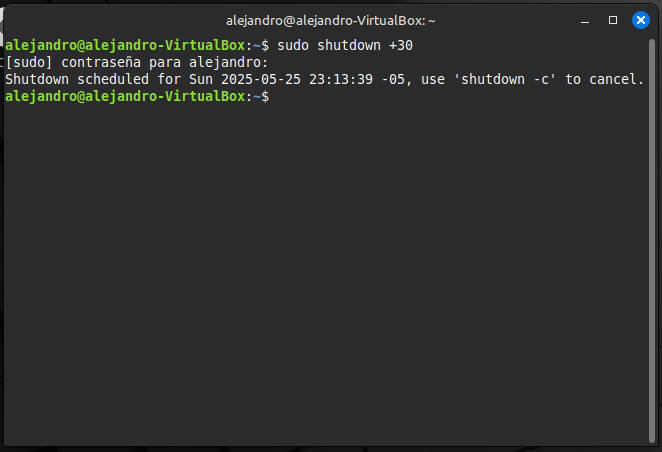 alejandro@alejandro-VirtualBox: ~
alejandro@alejandro-VirtualBox:~$ sudo shutdown +30
[sudo] contraseña para alejandro:
Shutdown scheduled for Sun 2025-05-25 23:13:39 -05, use 'shutdown -c' to cancel.
alejandro@alejandro-VirtualBox:~$